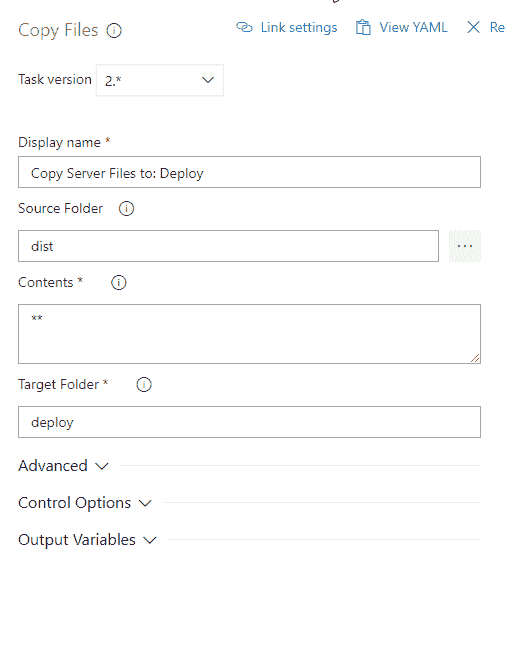 Copy Files Link settings View YAML Re
Task version 2.*
Display name *
Copy Server Files to: Deploy
Source Folder
dist
...
Contents *
**
Target Folder *
deploy
Advanced
Control Options
Output Variables